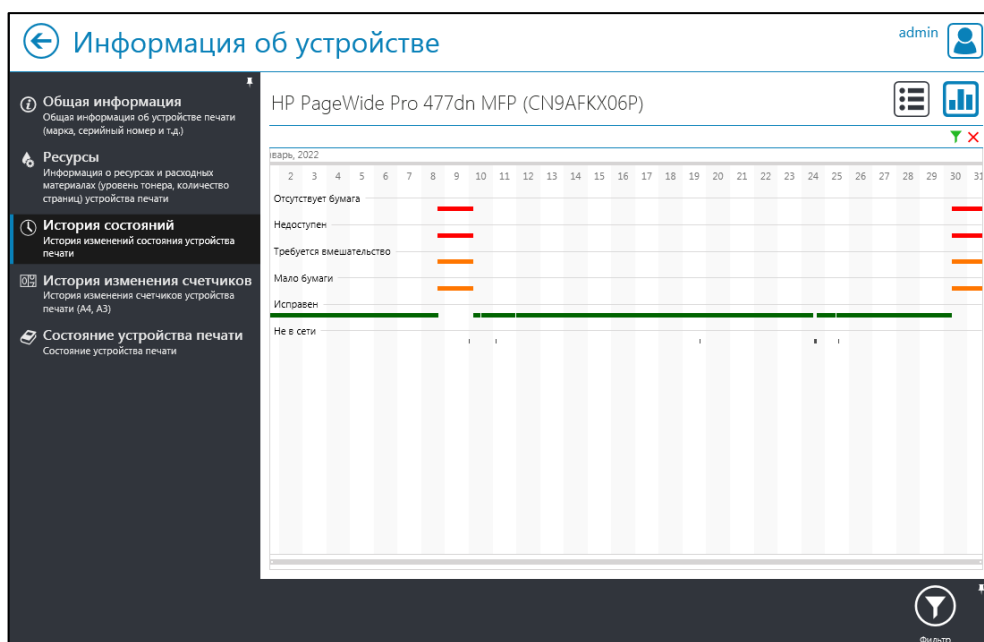 Информация об устройстве
admin
Общая информация
Общая информация об устройстве печати
(марка, серийный номер и т.д.)
Ресурсы
Информация о ресурсах и расходных
материалах (уровень тонера, количество
страниц) устройства печати
История состояний
История изменения состояния устройства
печати
История изменения счетчиков
История изменения счетчиков устройства
печати (A4, A3)
Состояние устройства печати
Состояние устройства печати
HP PageWide Pro 477dn MFP (CN9AFKX06P)
нварь, 2022
2 3 4 5 6 7 8 9 10 11 12 13 14 15 16 17 18 19 20 21 22 23 24 25 26 27 28 29 30 31
Отсутствует бумага
Недоступен
Требуется вмешательство
Мало бумаги
Исправен
Не в сети
Фильтр